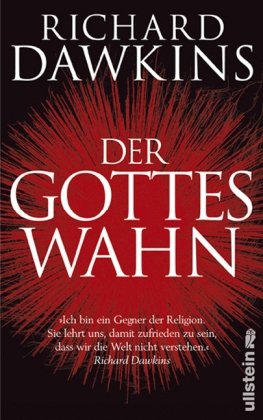 RICHARD
DAWKINS
DER
GOTTES
WAHN
›Ich bin ein Gegner der Religion.
Sie lehrt uns, damit zufrieden zu sein,
dass wir die Welt nicht verstehen.‹
Richard Dawkins
ullstein